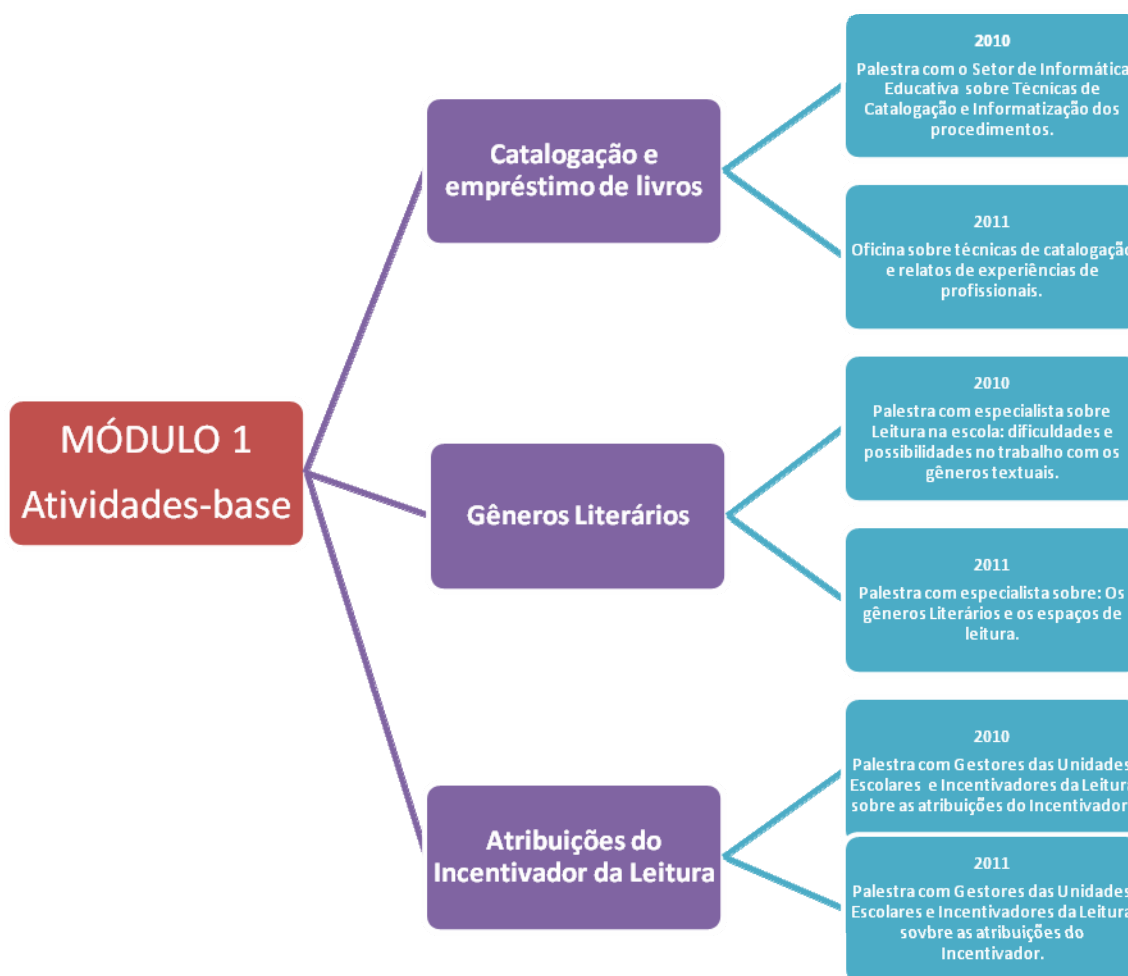 MÓDULO 1
Atividades-base
Catalogação e
empréstimo de livros
2010
Palestra com o Setor de Informática
Educativa sobre Técnicas de
Catalogação e Informatização dos
procedimentos.
2011
Oficina sobre técnicas de catalogação
e relatos de experiências de
profissionais.
Gêneros Literários
2010
Palestra com especialista sobre
Leitura na escola: dificuldades e
possibilidades no trabalho com os
gêneros textuais.
2011
Palestra com especialista sobre: Os
gêneros Literários e os espaços de
leitura.
Atribuições do
Incentivador da Leitura
2010
Palestra com Gestores das Unidades
Escolares e Incentivadores da Leitura
sobre as atribuições do Incentivador
2011
Palestra com Gestores das Unidades
Escolares e Incentivadores da Leitura
sovbre as atribuições do
Incentivador.